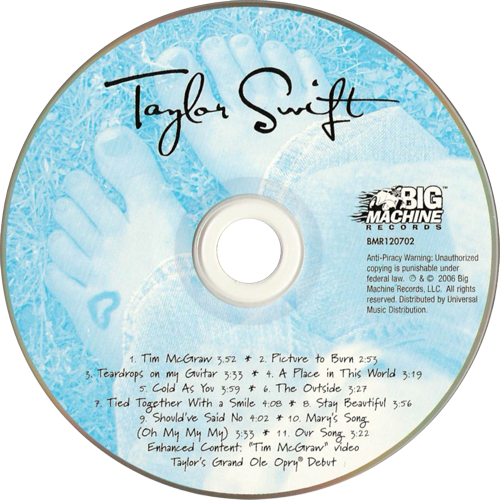 Taylor Swift
BIG™
MACHINE
RECORDS
BMR120702
Anti-Piracy Warning: Unauthorized
copying is punishable under
federal law. ℗ & © 2006 Big
Machine Records, LLC. All rights
reserved. Distributed by Universal
Music Distribution.
1. Tim McGraw 3:52 * 2. Picture to Burn 2:53
3. Teardrops on my Guitar 3:33 * 4. A Place in This World 3:19
5. Cold As You 3:59 * 6. The Outside 3:27
7. Tied Together With a Smile 4:08 * 8. Stay Beautiful 3:56
9. Should've Said No 4:02 * 10. Mary's Song
(Oh My My My) 3:33 * 11. Our Song 3:22
Enhanced Content: "Tim McGraw" video
Taylor's Grand Ole Opry® Debut